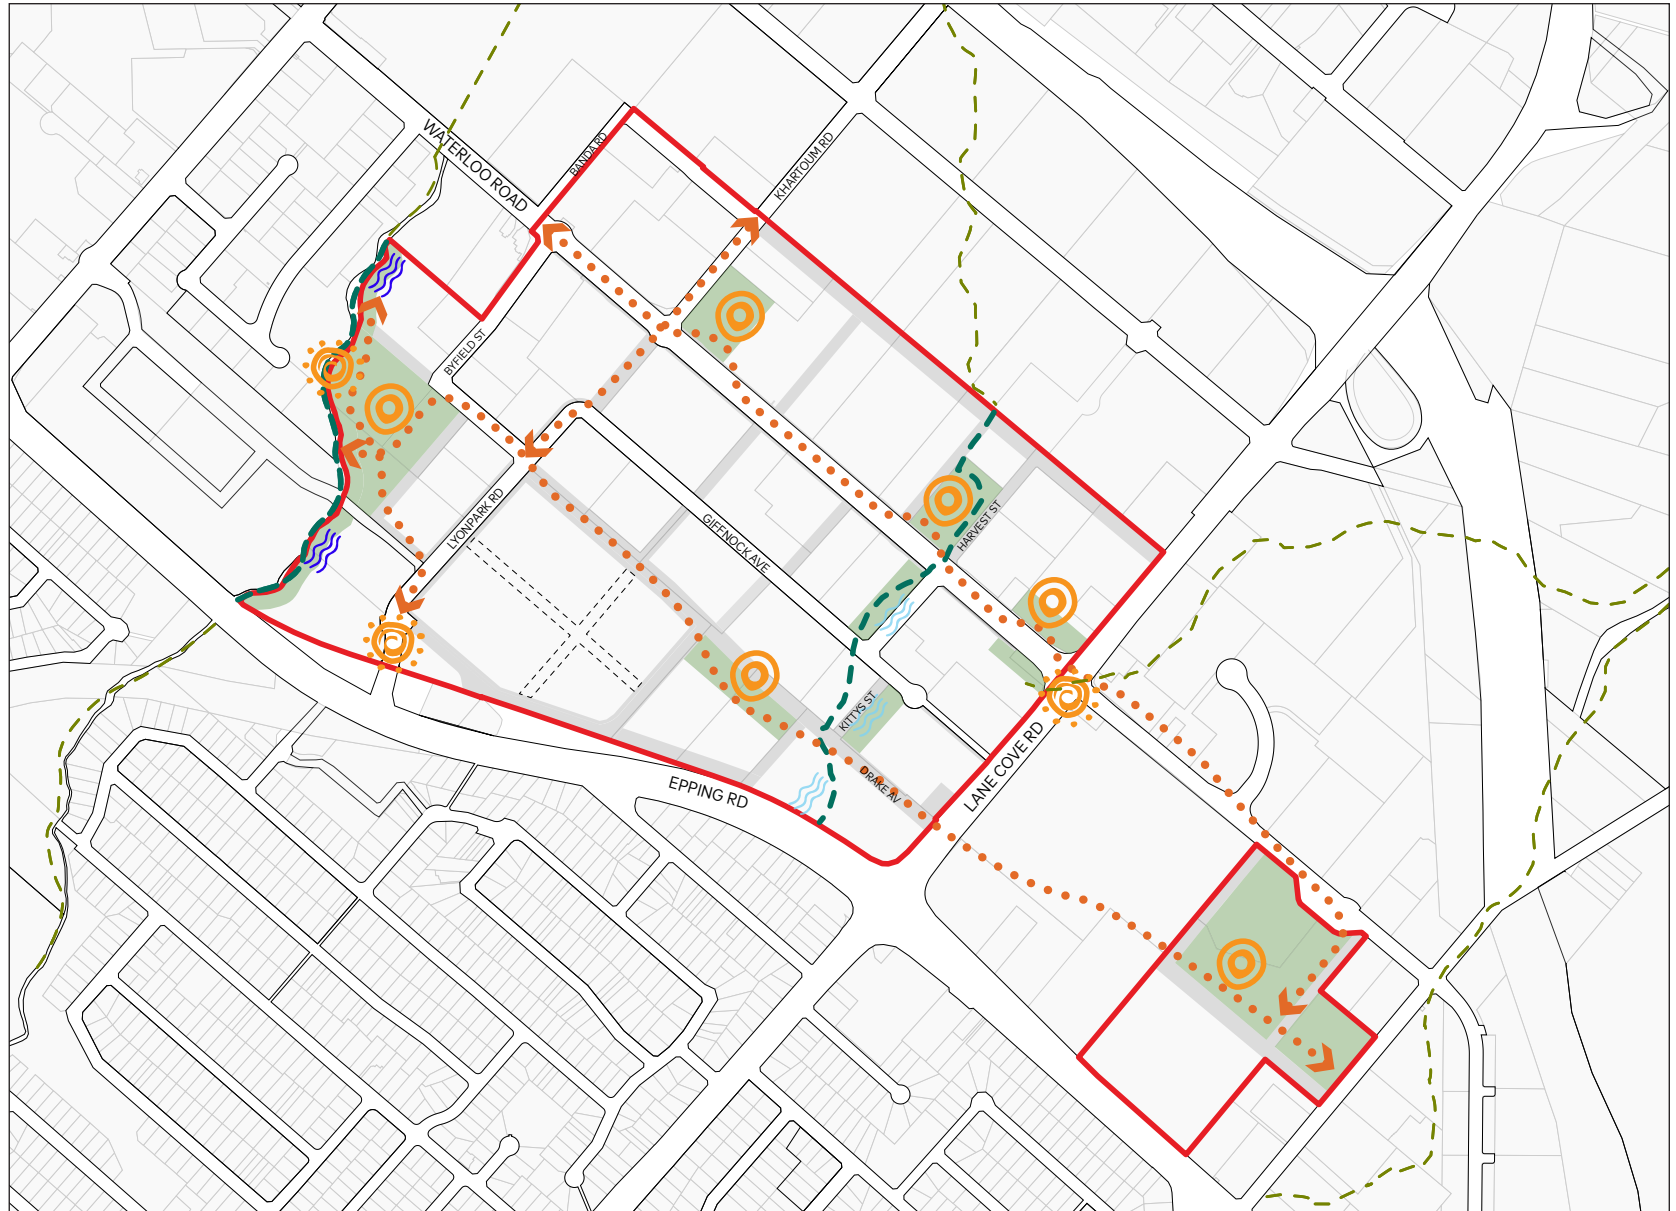 WATERLOO ROAD
BANDA RD
KHARTOUM RD
BYFIELD ST
LYONPARK RD
GIFFNOCK AVE
HARVEST ST
KITTYS ST
DRAKE AV
LANE COVE RD
EPPING RD